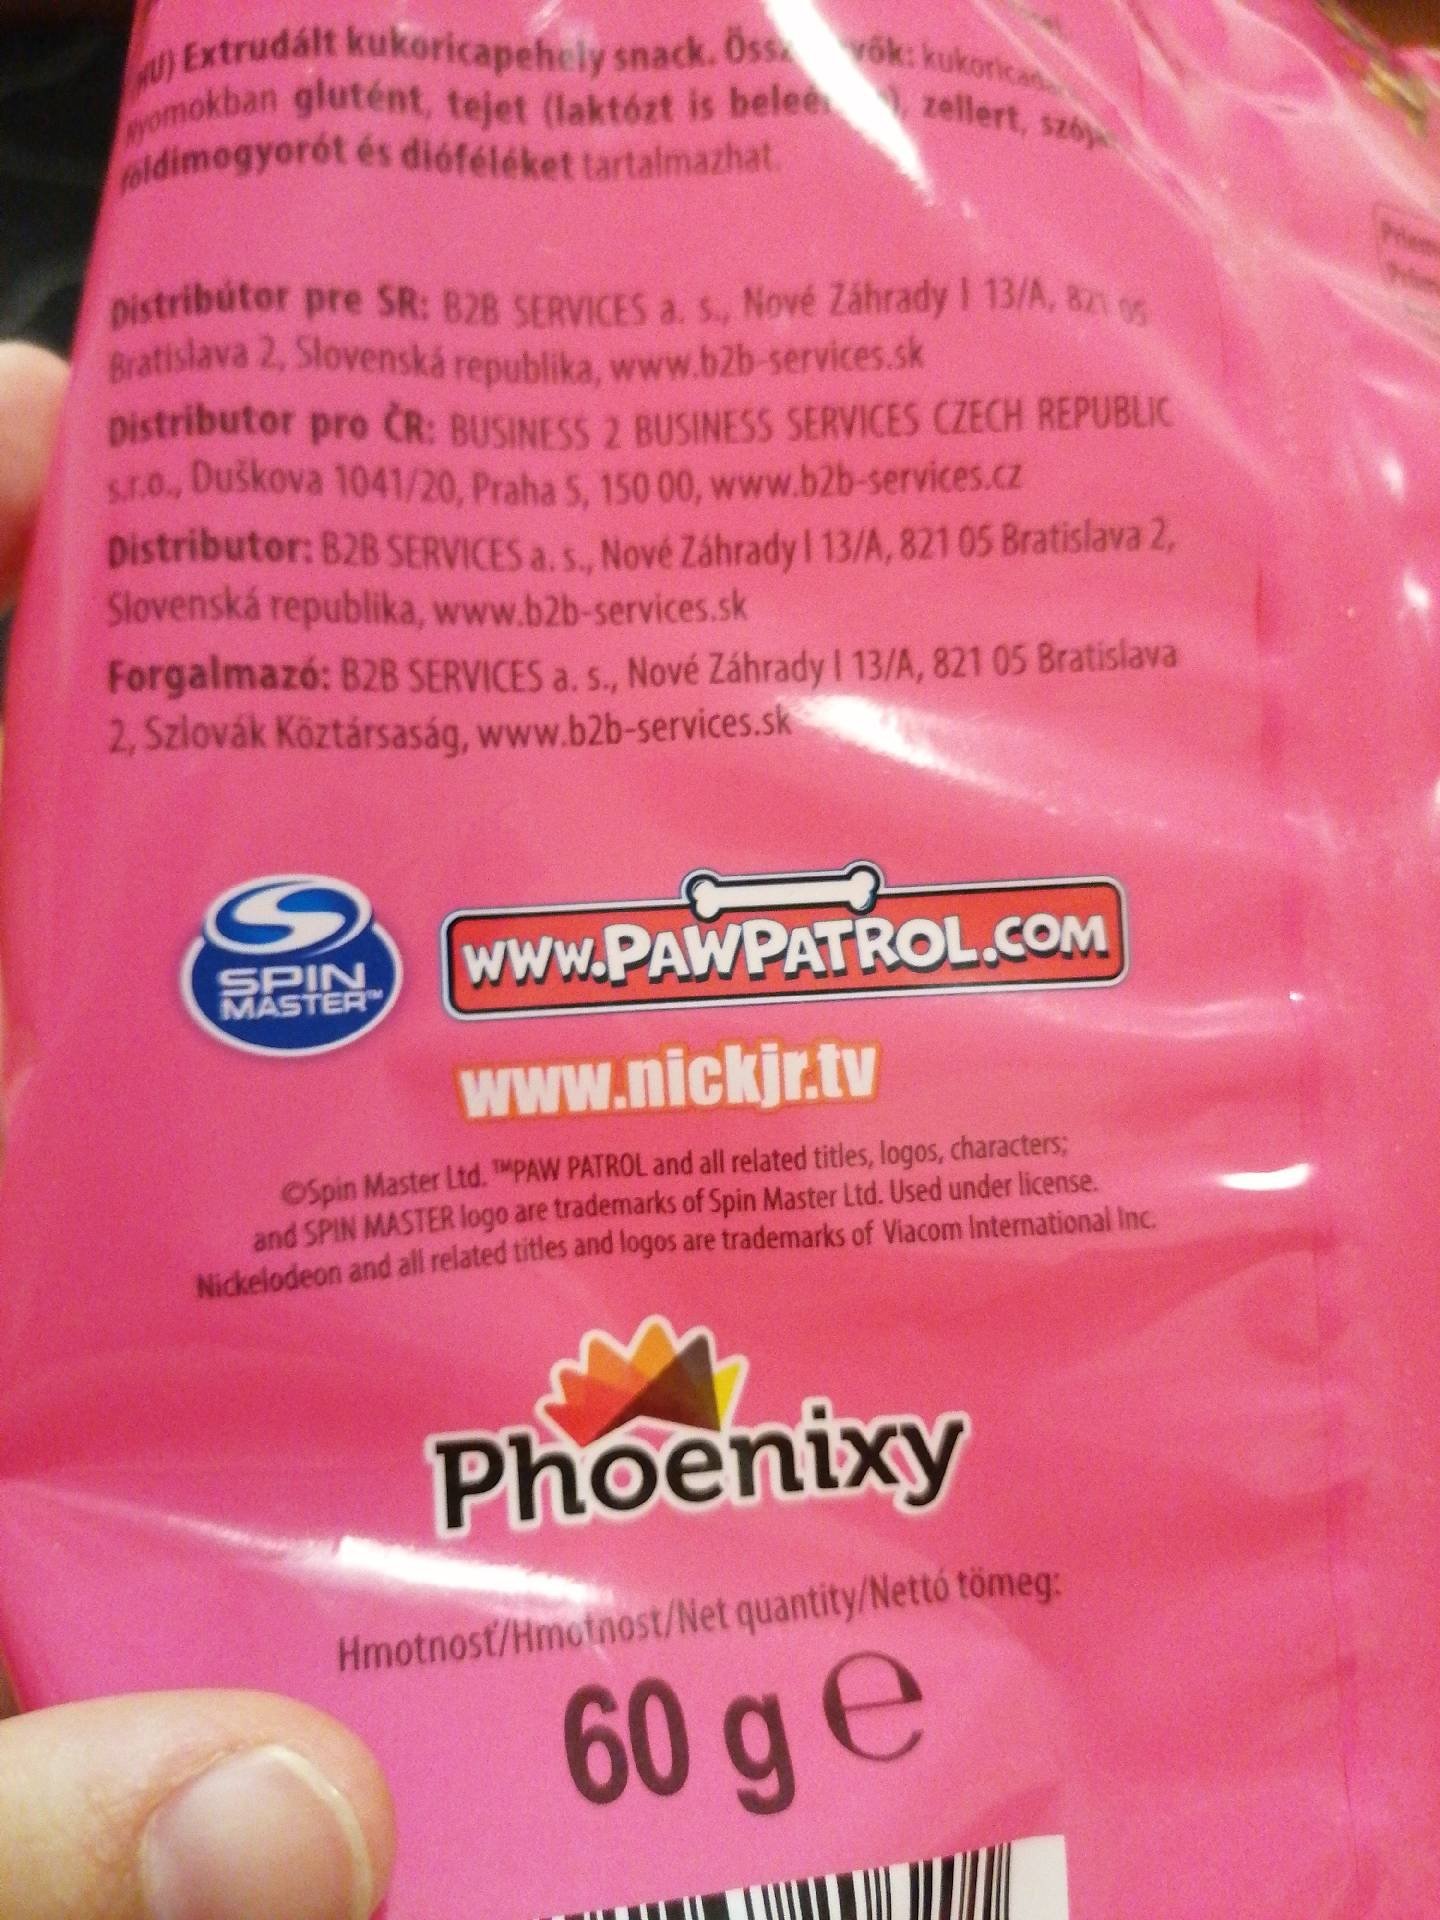 (HU) Extrudált kukoricapehely snack.
nyomokban glutént, tejet (laktózt is zellert,
földimogyorót és dióféléket tartalmazhat.
Distribútor pre SR: B2B SERVICES a. s., Nové Záhrady I 13/A, 821 05
Bratislava 2, Slovenská republika, www.b2b-services.sk
Distributor pro ČR: BUSINESS 2 BUSINESS SERVICES CZECH REPUBLIC
s.r.o., Duškova 1041/20, Praha 5, 150 00, www.b2b-services.cz
Distributor: B2B SERVICES a. s., Nové Záhrady I 13/A, 821 05 Bratislava 2,
Slovenská republika, www.b2b-services.sk
Forgalmazó: B2B SERVICES a. s., Nové Záhrady I 13/A, 821 05 Bratislava
2, Szlovák Köztársaság, www.b2b-services.sk
SPIN
MASTER™
www.PAWPATROL.COM
www.nickjr.tv
©Spin Master Ltd. ™PAW PATROL and all related titles, logos, characters;
and SPIN MASTER logo are trademarks of Spin Master Ltd. Used under license.
Nickelodeon and all related titles and logos are trademarks of Viacom International Inc.
Phoenixy
Hmotnosť/Hmotnost/Net quantity/Nettó tömeg:
60 g e